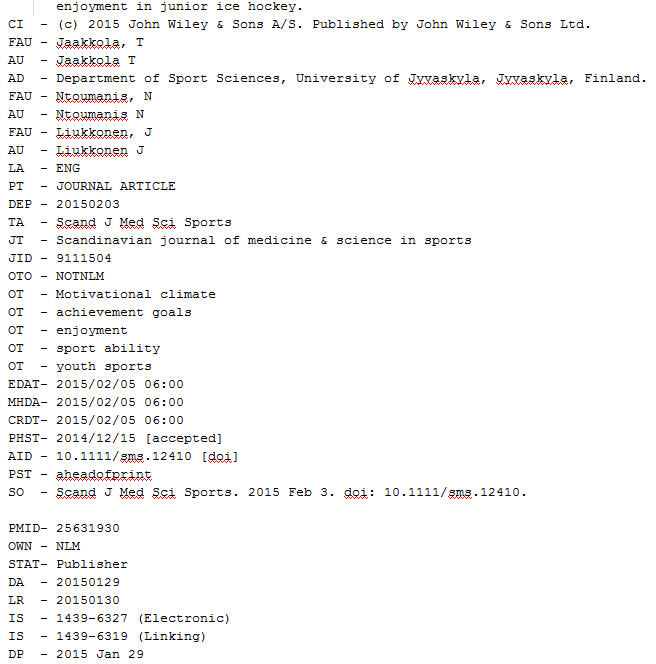 enjoyment in junior ice hockey.
CI  - (c) 2015 John Wiley & Sons A/S. Published by John Wiley & Sons Ltd.
FAU - Jaakkola, T
AU  - Jaakkola T
AD  - Department of Sport Sciences, University of Jyvaskyla, Jyvaskyla, Finland.
FAU - Ntoumanis, N
AU  - Ntoumanis N
FAU - Liukkonen, J
AU  - Liukkonen J
LA  - ENG
PT  - JOURNAL ARTICLE
DEP - 20150203
TA  - Scand J Med Sci Sports
JT  - Scandinavian journal of medicine & science in sports
JID - 9111504
OTO - NOTNLM
OT  - Motivational climate
OT  - achievement goals
OT  - enjoyment
OT  - sport ability
OT  - youth sports
EDAT- 2015/02/05 06:00
MHDA- 2015/02/05 06:00
CRDT- 2015/02/05 06:00
PHST- 2014/12/15 [accepted]
AID - 10.1111/sms.12410 [doi]
PST - aheadofprint
SO  - Scand J Med Sci Sports. 2015 Feb 3. doi: 10.1111/sms.12410.
PMID- 25631930
OWN - NLM
STAT- Publisher
DA  - 20150129
LR  - 20150130
IS  - 1439-6327 (Electronic)
IS  - 1439-6319 (Linking)
DP  - 2015 Jan 29